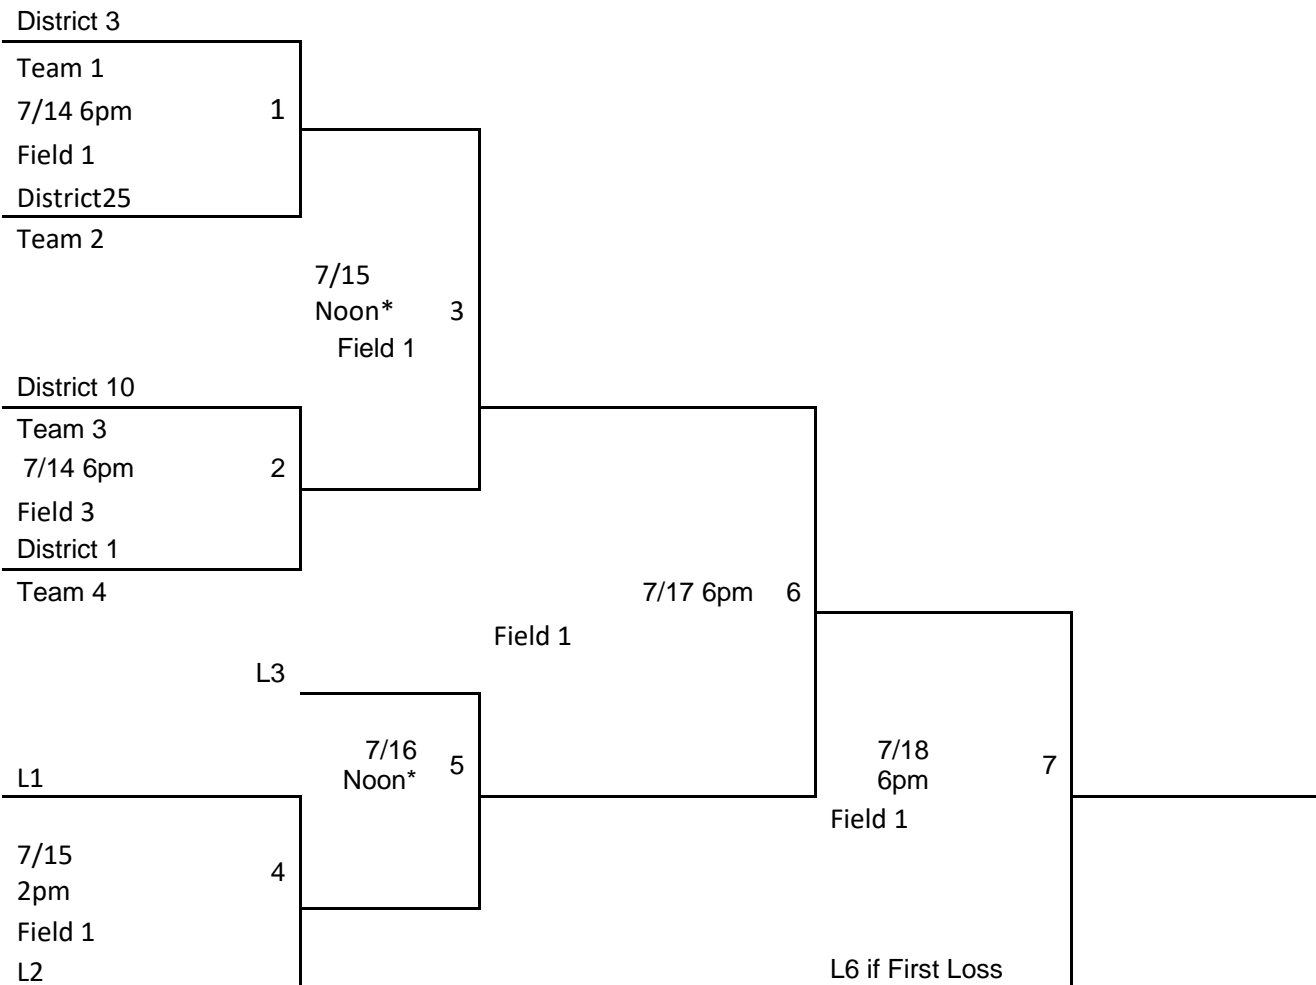 District 3
Team 1
7/14 6pm
1
Field 1
District25
Team 2
7/15
Noon*
3
Field 1
District 10
Team 3
7/14 6pm
2
Field 3
District 1
Team 4
7/17 6pm
6
Field 1
L3
7/16
Noon*
5
7/18
6pm
7
Field 1
L1
7/15
2pm
4
Field 1
L2
L6 if First Loss